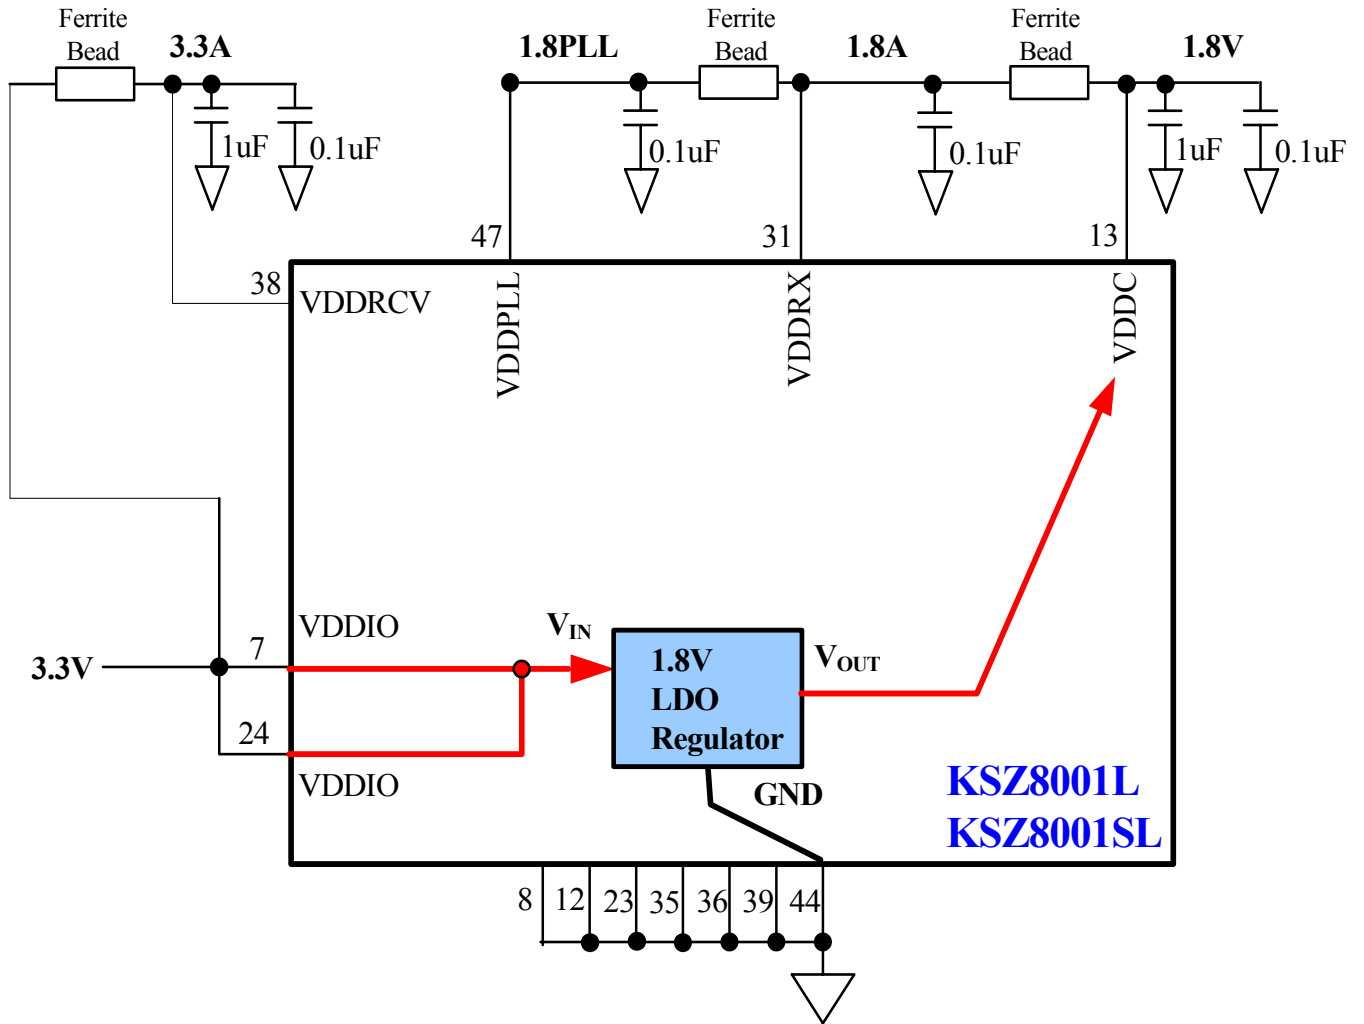 Ferrite
Bead
3.3A
1uF
0.1uF
1.8PLL
Ferrite
Bead
1.8A
Ferrite
Bead
1.8V
0.1uF
0.1uF
1uF
0.1uF
47
31
13
38
VDDRCV
VDDPLL
VDDRX
VDDC
3.3V
7
VDDIO
24
VDDIO
VIN
1.8V
LDO
Regulator
VOUT
GND
KSZ8001L
KSZ8001SL
8
12
23
35
36
39
44